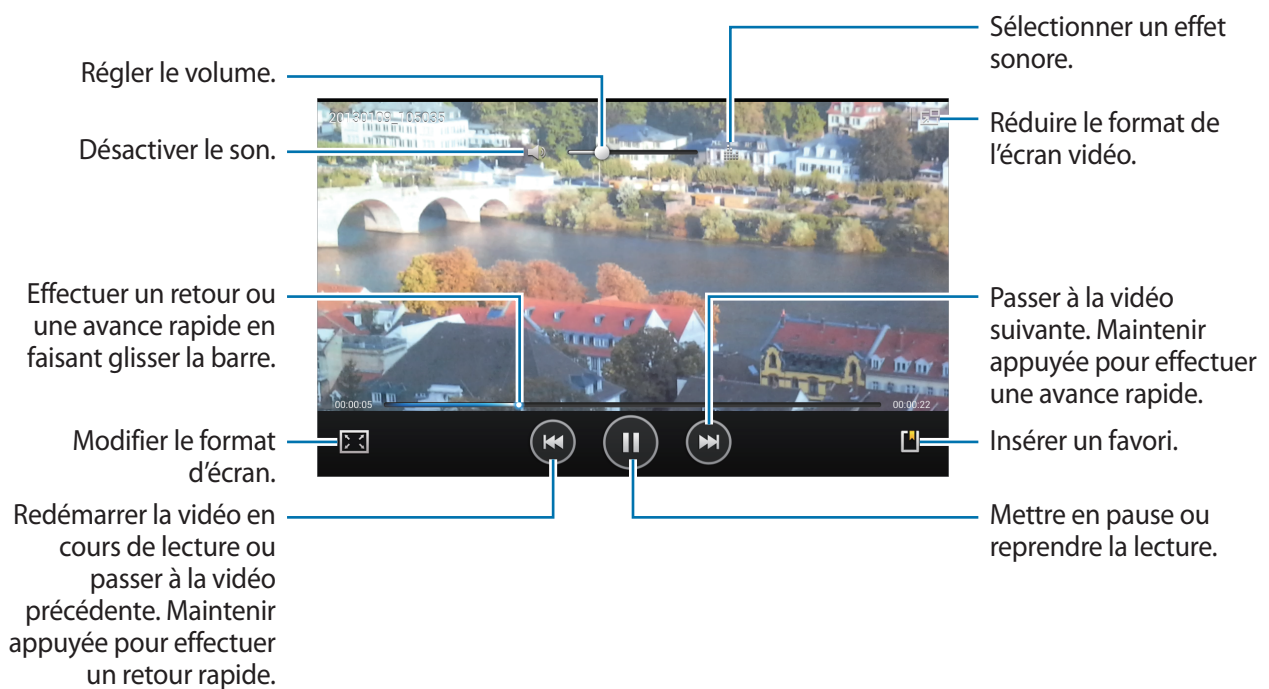 Régler le volume.
Désactiver le son.
Effectuer un retour ou
une avance rapide en
faisant glisser la barre.
Modifier le format
d'écran.
Redémarrer la vidéo en
cours de lecture ou
passer à la vidéo
précédente. Maintenir
appuyée pour effectuer
un retour rapide.
20130109_105035
00:00:05
00:00:22
Sélectionner un effet
sonore.
Réduire le format de
l'écran vidéo.
Passer à la vidéo
suivante. Maintenir
appuyée pour effectuer
une avance rapide.
Insérer un favori.
Mettre en pause ou
reprendre la lecture.